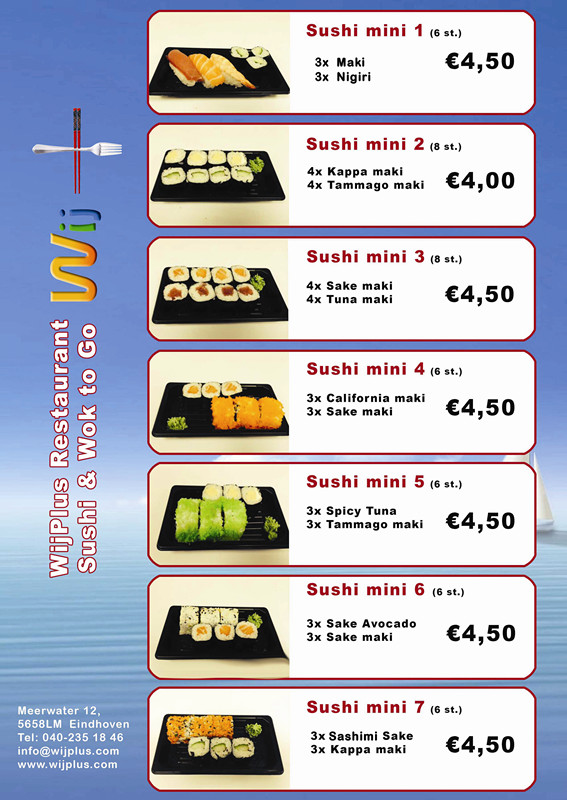 Sushi mini 1 (6 st.)
3x Maki
3x Nigiri
€4,50
Sushi mini 2 (8 st.)
4x Kappa maki
4x Tammago maki
€4,00
Sushi mini 3 (8 st.)
4x Sake maki
4x Tuna maki
€4,50
Sushi mini 4 (6 st.)
3x California maki
3x Sake maki
€4,50
Sushi mini 5 (6 st.)
3x Spicy Tuna
3x Tammago maki
€4,50
Sushi mini 6 (6 st.)
3x Sake Avocado
3x Sake maki
€4,50
Sushi mini 7 (6 st.)
3x Sashimi Sake
3x Kappa maki
€4,50
Wij
WijPlus Restaurant
Sushi & Wok to Go
Meerwater 12,
5658LM Eindhoven
Tel: 040-235 18 46
info@wijplus.com
www.wijplus.com